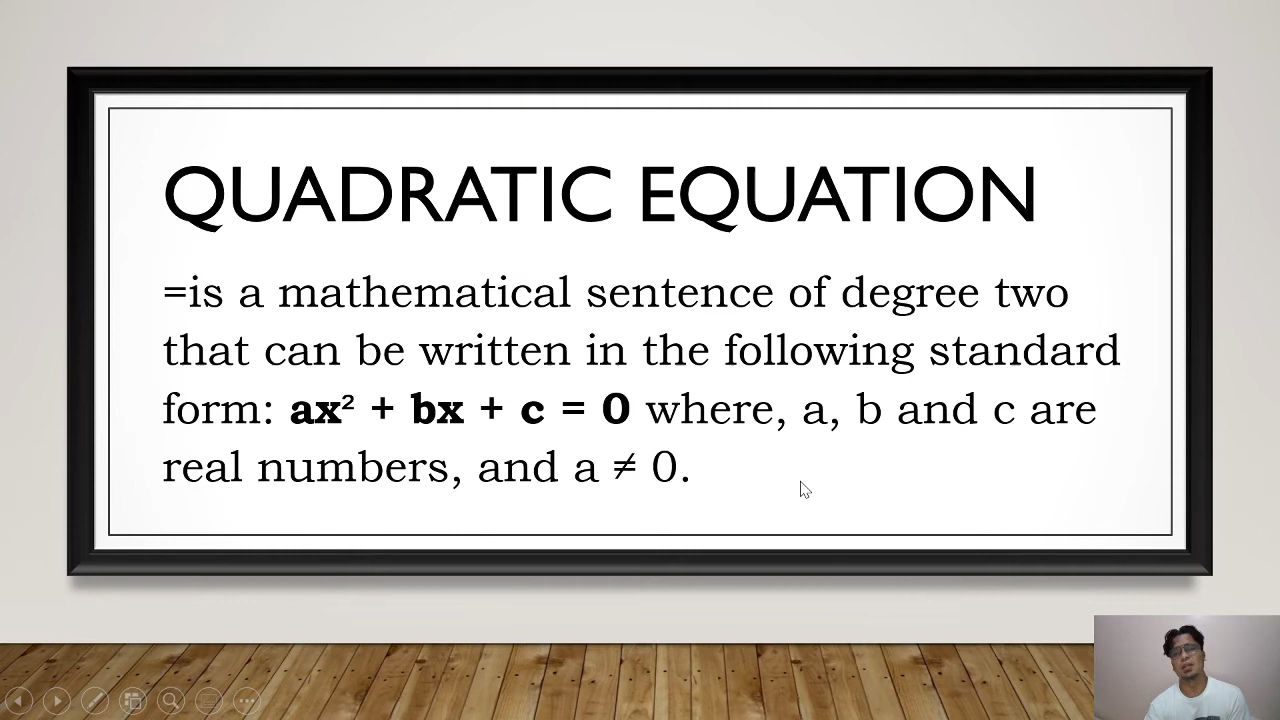 QUADRATIC EQUATION
=is a mathematical sentence of degree two
that can be written in the following standard
form: ax² + bx + c = 0 where, a, b and c are
real numbers, and a ≠ 0.